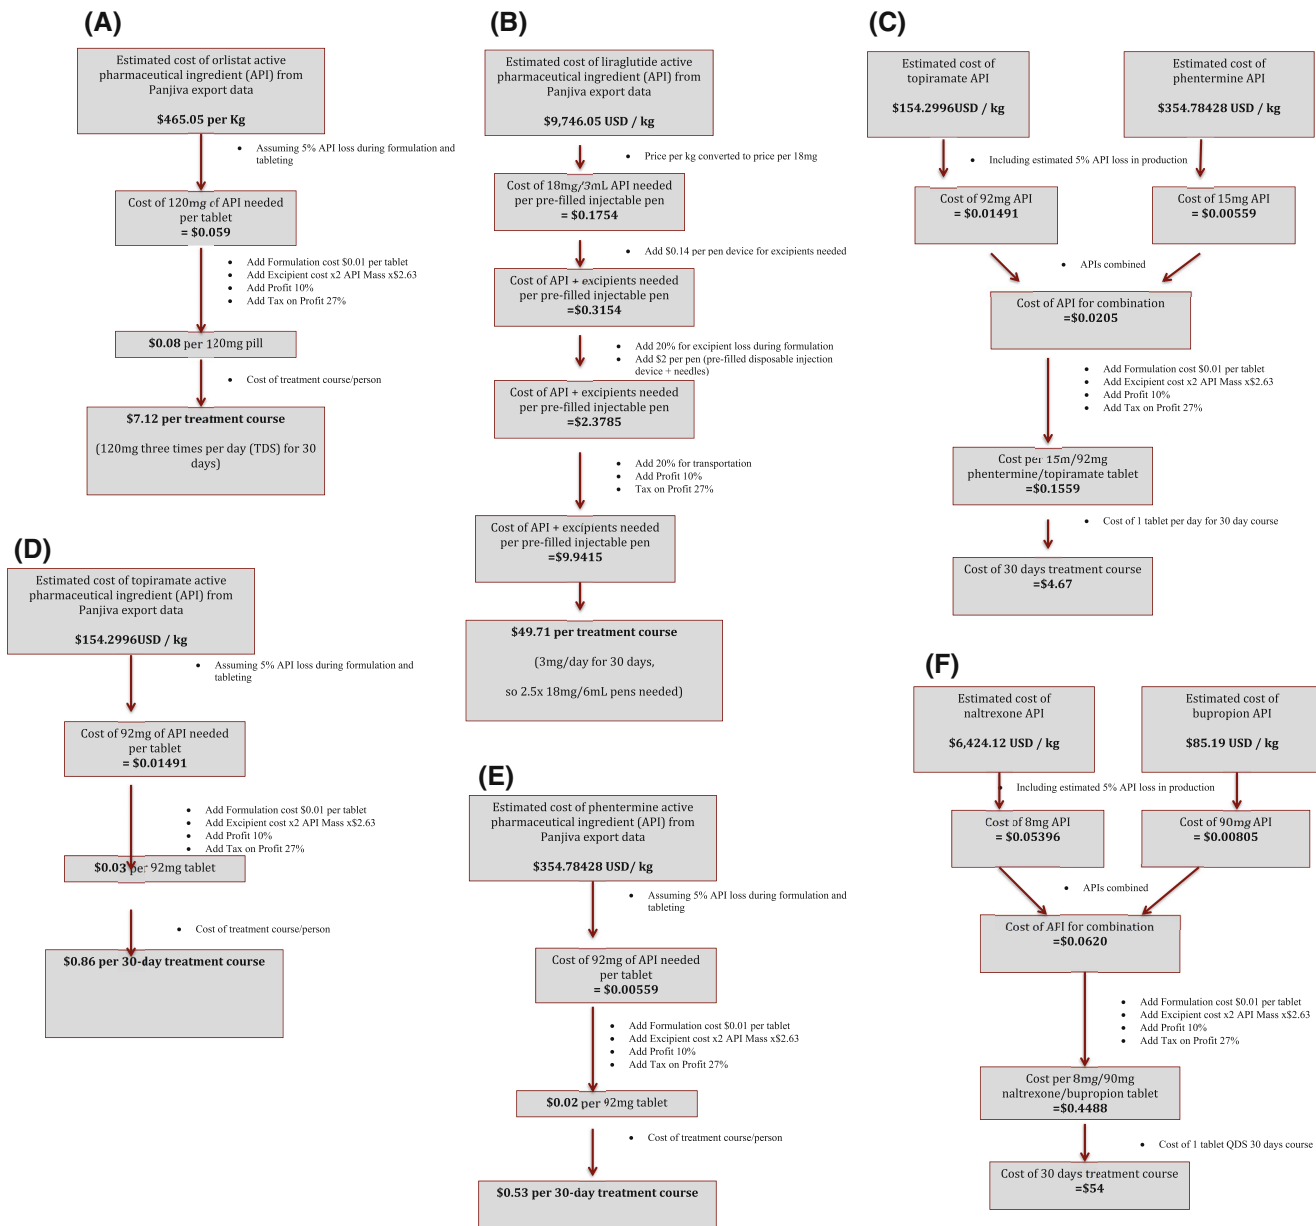 (A)
Estimated cost of orlistat active
pharmaceutical ingredient (API) from
Panjiva export data
$465.05 per Kg
• Assuming 5% API loss during formulation and
tableting
Cost of 120mg of API needed
per tablet
= $0.059
• Add Formulation cost $0.01 per tablet
• Add Excipient cost x2 API Mass x$2.63
• Add Profit 10%
• Add Tax on Profit 27%
$0.08 per 120mg pill
• Cost of treatment course/person
$7.12 per treatment course
(120mg three times per day (TDS) for 30
days)
(B)
Estimated cost of liraglutide active
pharmaceutical ingredient (API) from
Panjiva export data
$9,746.05 USD / kg
• Price per kg converted to price per 18mg
Cost of 18mg/3mL API needed
per pre-filled injectable pen
= $0.1754
• Add $0.14 per pen device for excipients needed
Cost of API + excipients needed
per pre-filled injectable pen
=$0.3154
• Add 20% for excipient loss during formulation
• Add $2 per pen (pre-filled disposable injection
device + needles)
Cost of API + excipients needed
per pre-filled injectable pen
=$2.3785
• Add 20% for transportation
• Add Profit 10%
• Tax on Profit 27%
Cost of API + excipients needed
per pre-filled injectable pen
=$9.9415
$49.71 per treatment course
(3mg/day for 30 days,
so 2.5x 18mg/6mL pens needed)
(C)
Estimated cost of
topiramate API
$154.2996USD / kg
Estimated cost of
phentermine API
$354.78428 USD / kg
• Including estimated 5% API loss in production
Cost of 92mg API
= $0.01491
Cost of 15mg API
= $0.00559
• APIs combined
Cost of API for combination
=$0.0205
• Add Formulation cost $0.01 per tablet
• Add Excipient cost x2 API Mass x$2.63
• Add Profit 10%
• Add Tax on Profit 27%
Cost per 15m/92mg
phentermine/topiramate tablet
=$0.1559
• Cost of 1 tablet per day for 30 day course
Cost of 30 days treatment course
=$4.67
(D)
Estimated cost of topiramate active
pharmaceutical ingredient (API) from
Panjiva export data
$154.2996USD / kg
• Assuming 5% API loss during formulation and
tableting
Cost of 92mg of API needed
per tablet
= $0.01491
• Add Formulation cost $0.01 per tablet
• Add Excipient cost x2 API Mass x$2.63
• Add Profit 10%
• Add Tax on Profit 27%
$0.03 per 92mg tablet
• Cost of treatment course/person
$0.86 per 30-day treatment course
(E)
Estimated cost of phentermine active
pharmaceutical ingredient (API) from
Panjiva export data
$354.78428 USD/ kg
• Assuming 5% API loss during formulation and
tableting
Cost of 92mg of API needed
per tablet
= $0.00559
• Add Formulation cost $0.01 per tablet
• Add Excipient cost x2 API Mass x$2.63
• Add Profit 10%
• Add Tax on Profit 27%
$0.02 per 92mg tablet
• Cost of treatment course/person
$0.53 per 30-day treatment course
(F)
Estimated cost of
naltrexone API
$6,424.12 USD / kg
Estimated cost of
bupropion API
$85.19 USD / kg
• Including estimated 5% API loss in production
Cost of 8mg API
= $0.05396
Cost of 90mg API
= $0.00805
• APIs combined
Cost of API for combination
=$0.0620
• Add Formulation cost $0.01 per tablet
• Add Excipient cost x2 API Mass x$2.63
• Add Profit 10%
• Add Tax on Profit 27%
Cost per 8mg/90mg
naltrexone/bupropion tablet
=$0.4488
• Cost of 1 tablet QDS 30 days course
Cost of 30 days treatment course
=$54